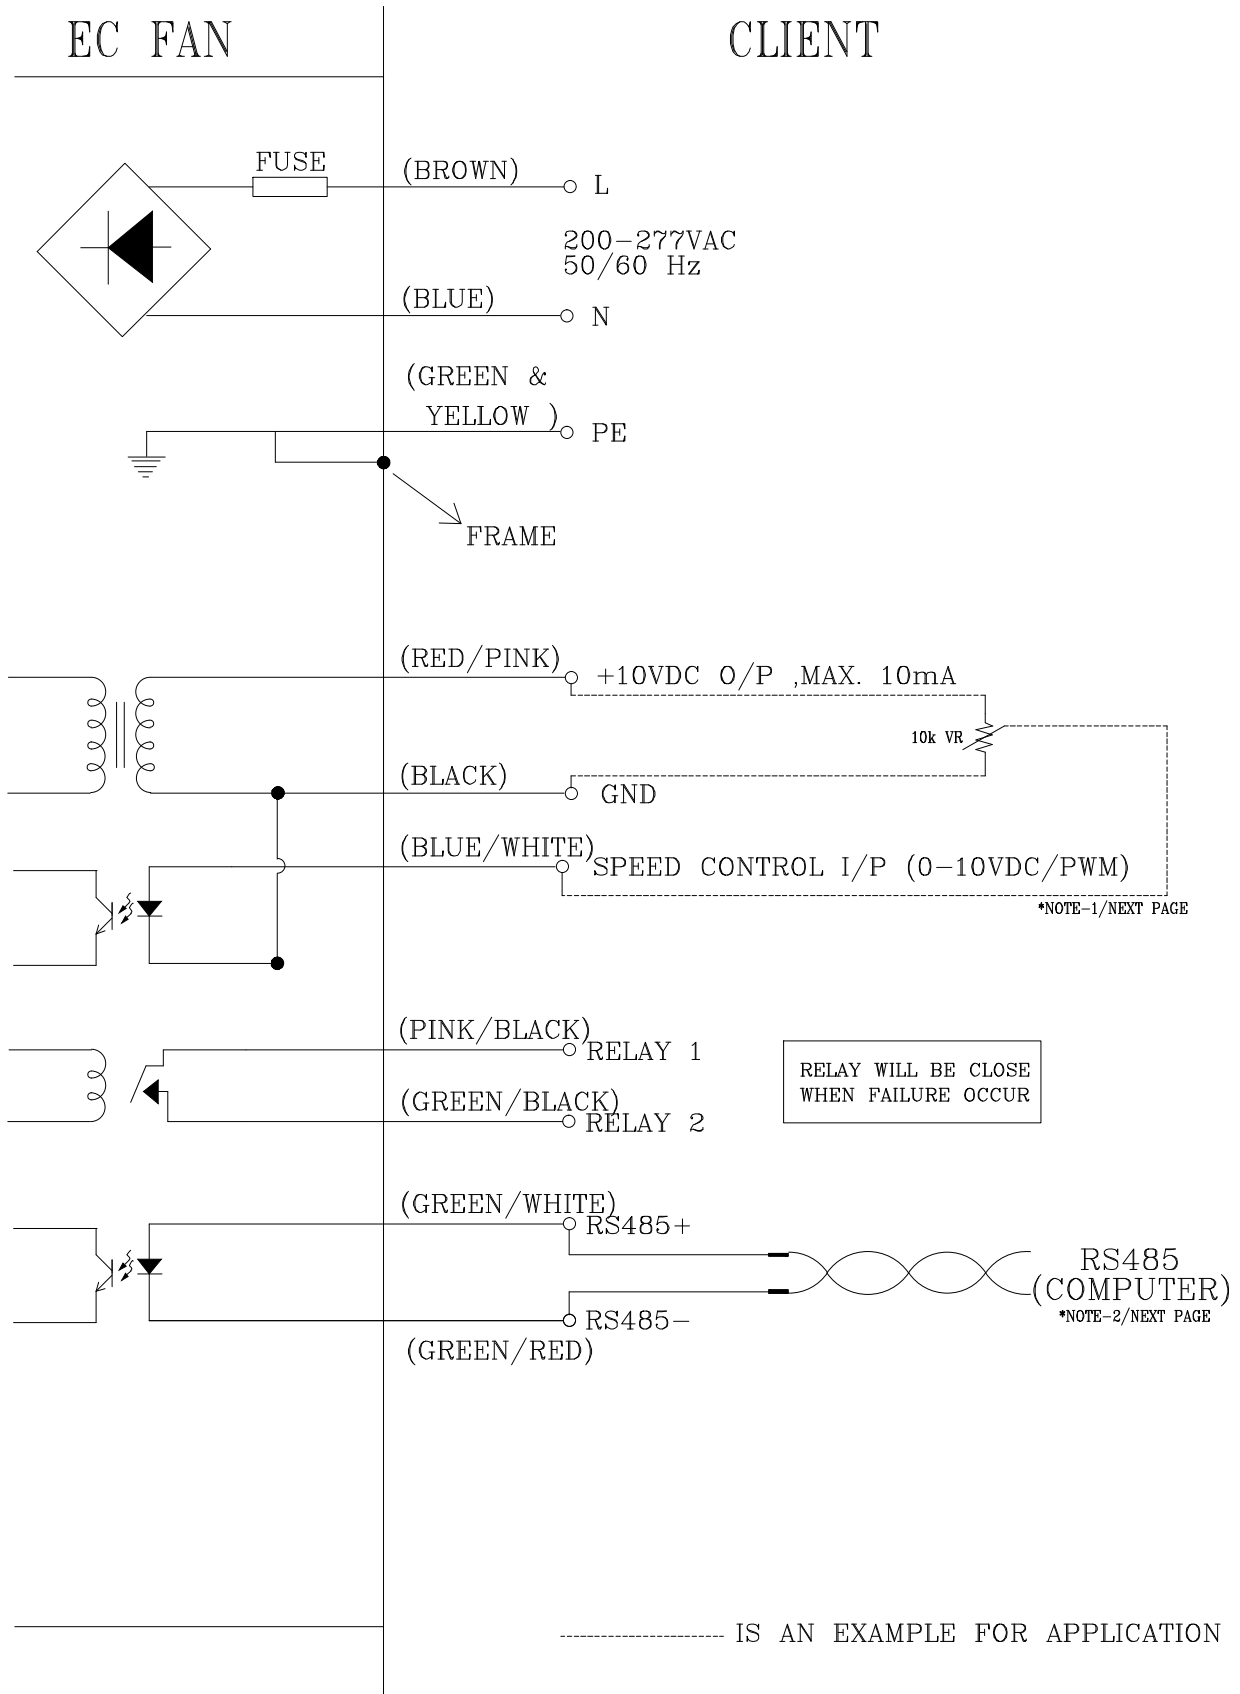 EC FAN
CLIENT
FUSE
(BROWN)
L
200-277VAC
50/60 Hz
(BLUE)
N
(GREEN &
YELLOW )
PE
FRAME
(RED/PINK)
+10VDC O/P ,MAX. 10mA
10k VR
(BLACK)
GND
(BLUE/WHITE)
SPEED CONTROL I/P (0-10VDC/PWM)
*NOTE-1/NEXT PAGE
(PINK/BLACK)
RELAY 1
RELAY WILL BE CLOSE
WHEN FAILURE OCCUR
(GREEN/BLACK)
RELAY 2
(GREEN/WHITE)
RS485+
RS485
(COMPUTER)
*NOTE-2/NEXT PAGE
RS485-
(GREEN/RED)
IS AN EXAMPLE FOR APPLICATION